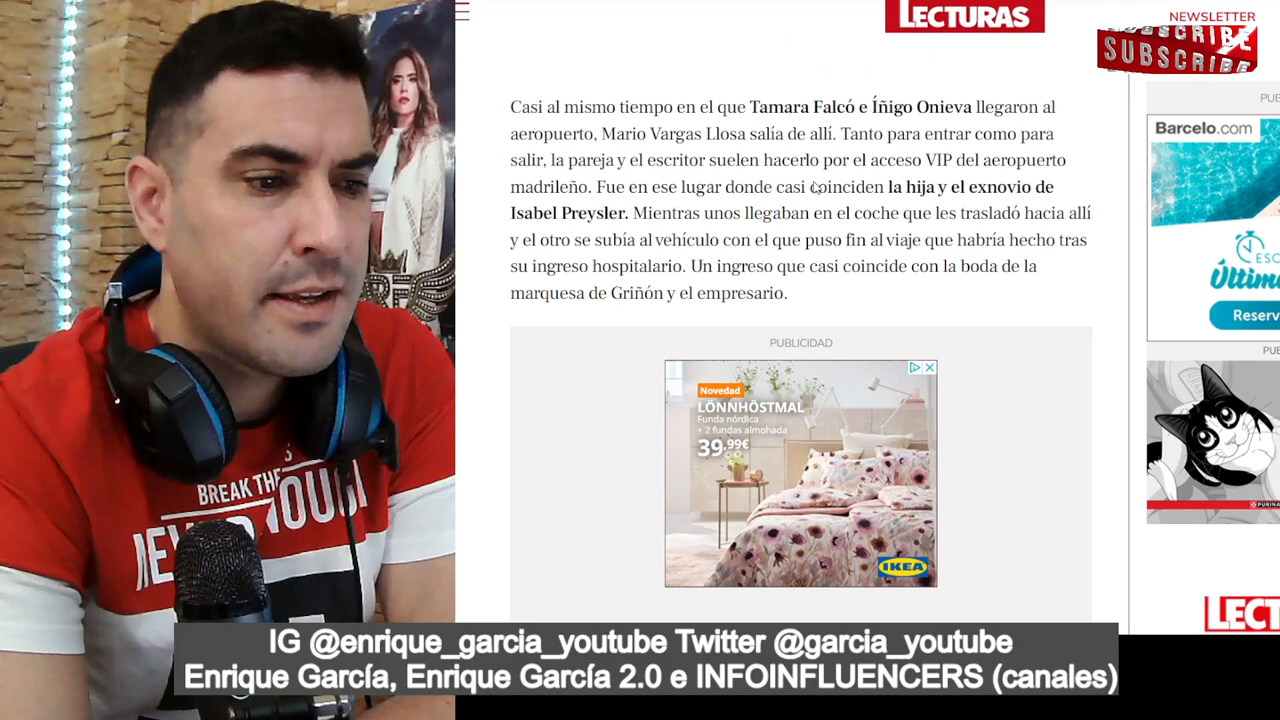 LECTURAS
NEWSLETTER
SUBSCRIBE
SUBSCRIBE
Casi al mismo tiempo en el que Tamara Falcó e Íñigo Onieva llegaron al
aeropuerto, Mario Vargas Llosa salía de allí. Tanto para entrar como para
salir, la pareja y el escritor suelen hacerlo por el acceso VIP del aeropuerto
madrileño. Fue en ese lugar donde casi coinciden la hija y el exnovio de
Isabel Preysler. Mientras unos llegaban en el coche que les trasladó hacia allí
y el otro se subía al vehículo con el que puso fin al viaje que habría hecho tras
su ingreso hospitalario. Un ingreso que casi coincide con la boda de la
marquesa de Griñón y el empresario.
PUBLICIDAD
Novedad
LÖNNHÖSTMAL
Funda nórdica
+ 2 fundas almohada
39,99€
IKEA
PUE
Barcelo.com
ESC
Última
Reserv
PUE
PURINA
LECT
BREAK THE
IG @enrique_garcia_youtube Twitter @garcia_youtube
Enrique García, Enrique García 2.0 e INFOINFLUENCERS (canales)